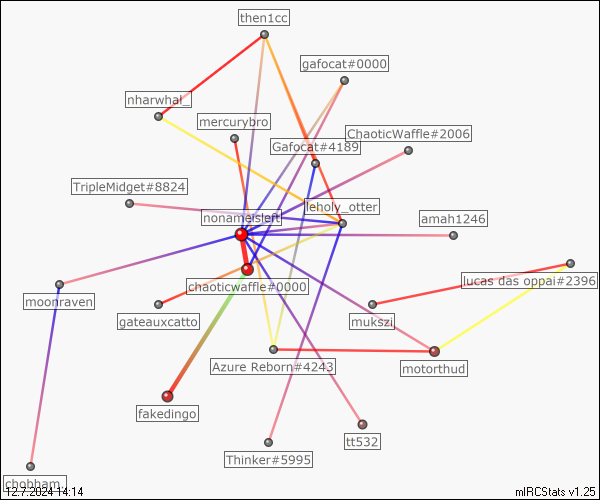 then1cc
gafocat#0000
nharwhal_
mercurybro
ChaoticWaffle#2006
Gafocat#4189
TripleMidget#8824
leholy_otter
nonameisleft
amah1246
lucas das oppai#2396
chaoticwaffle#0000
moonraven
gateauxcatto
mukszi
Azure Reborn#4243
motorthud
fakedingo
tt532
Thinker#5995
chobham_
12.7.2024 14:14
mIRCStats v1.25